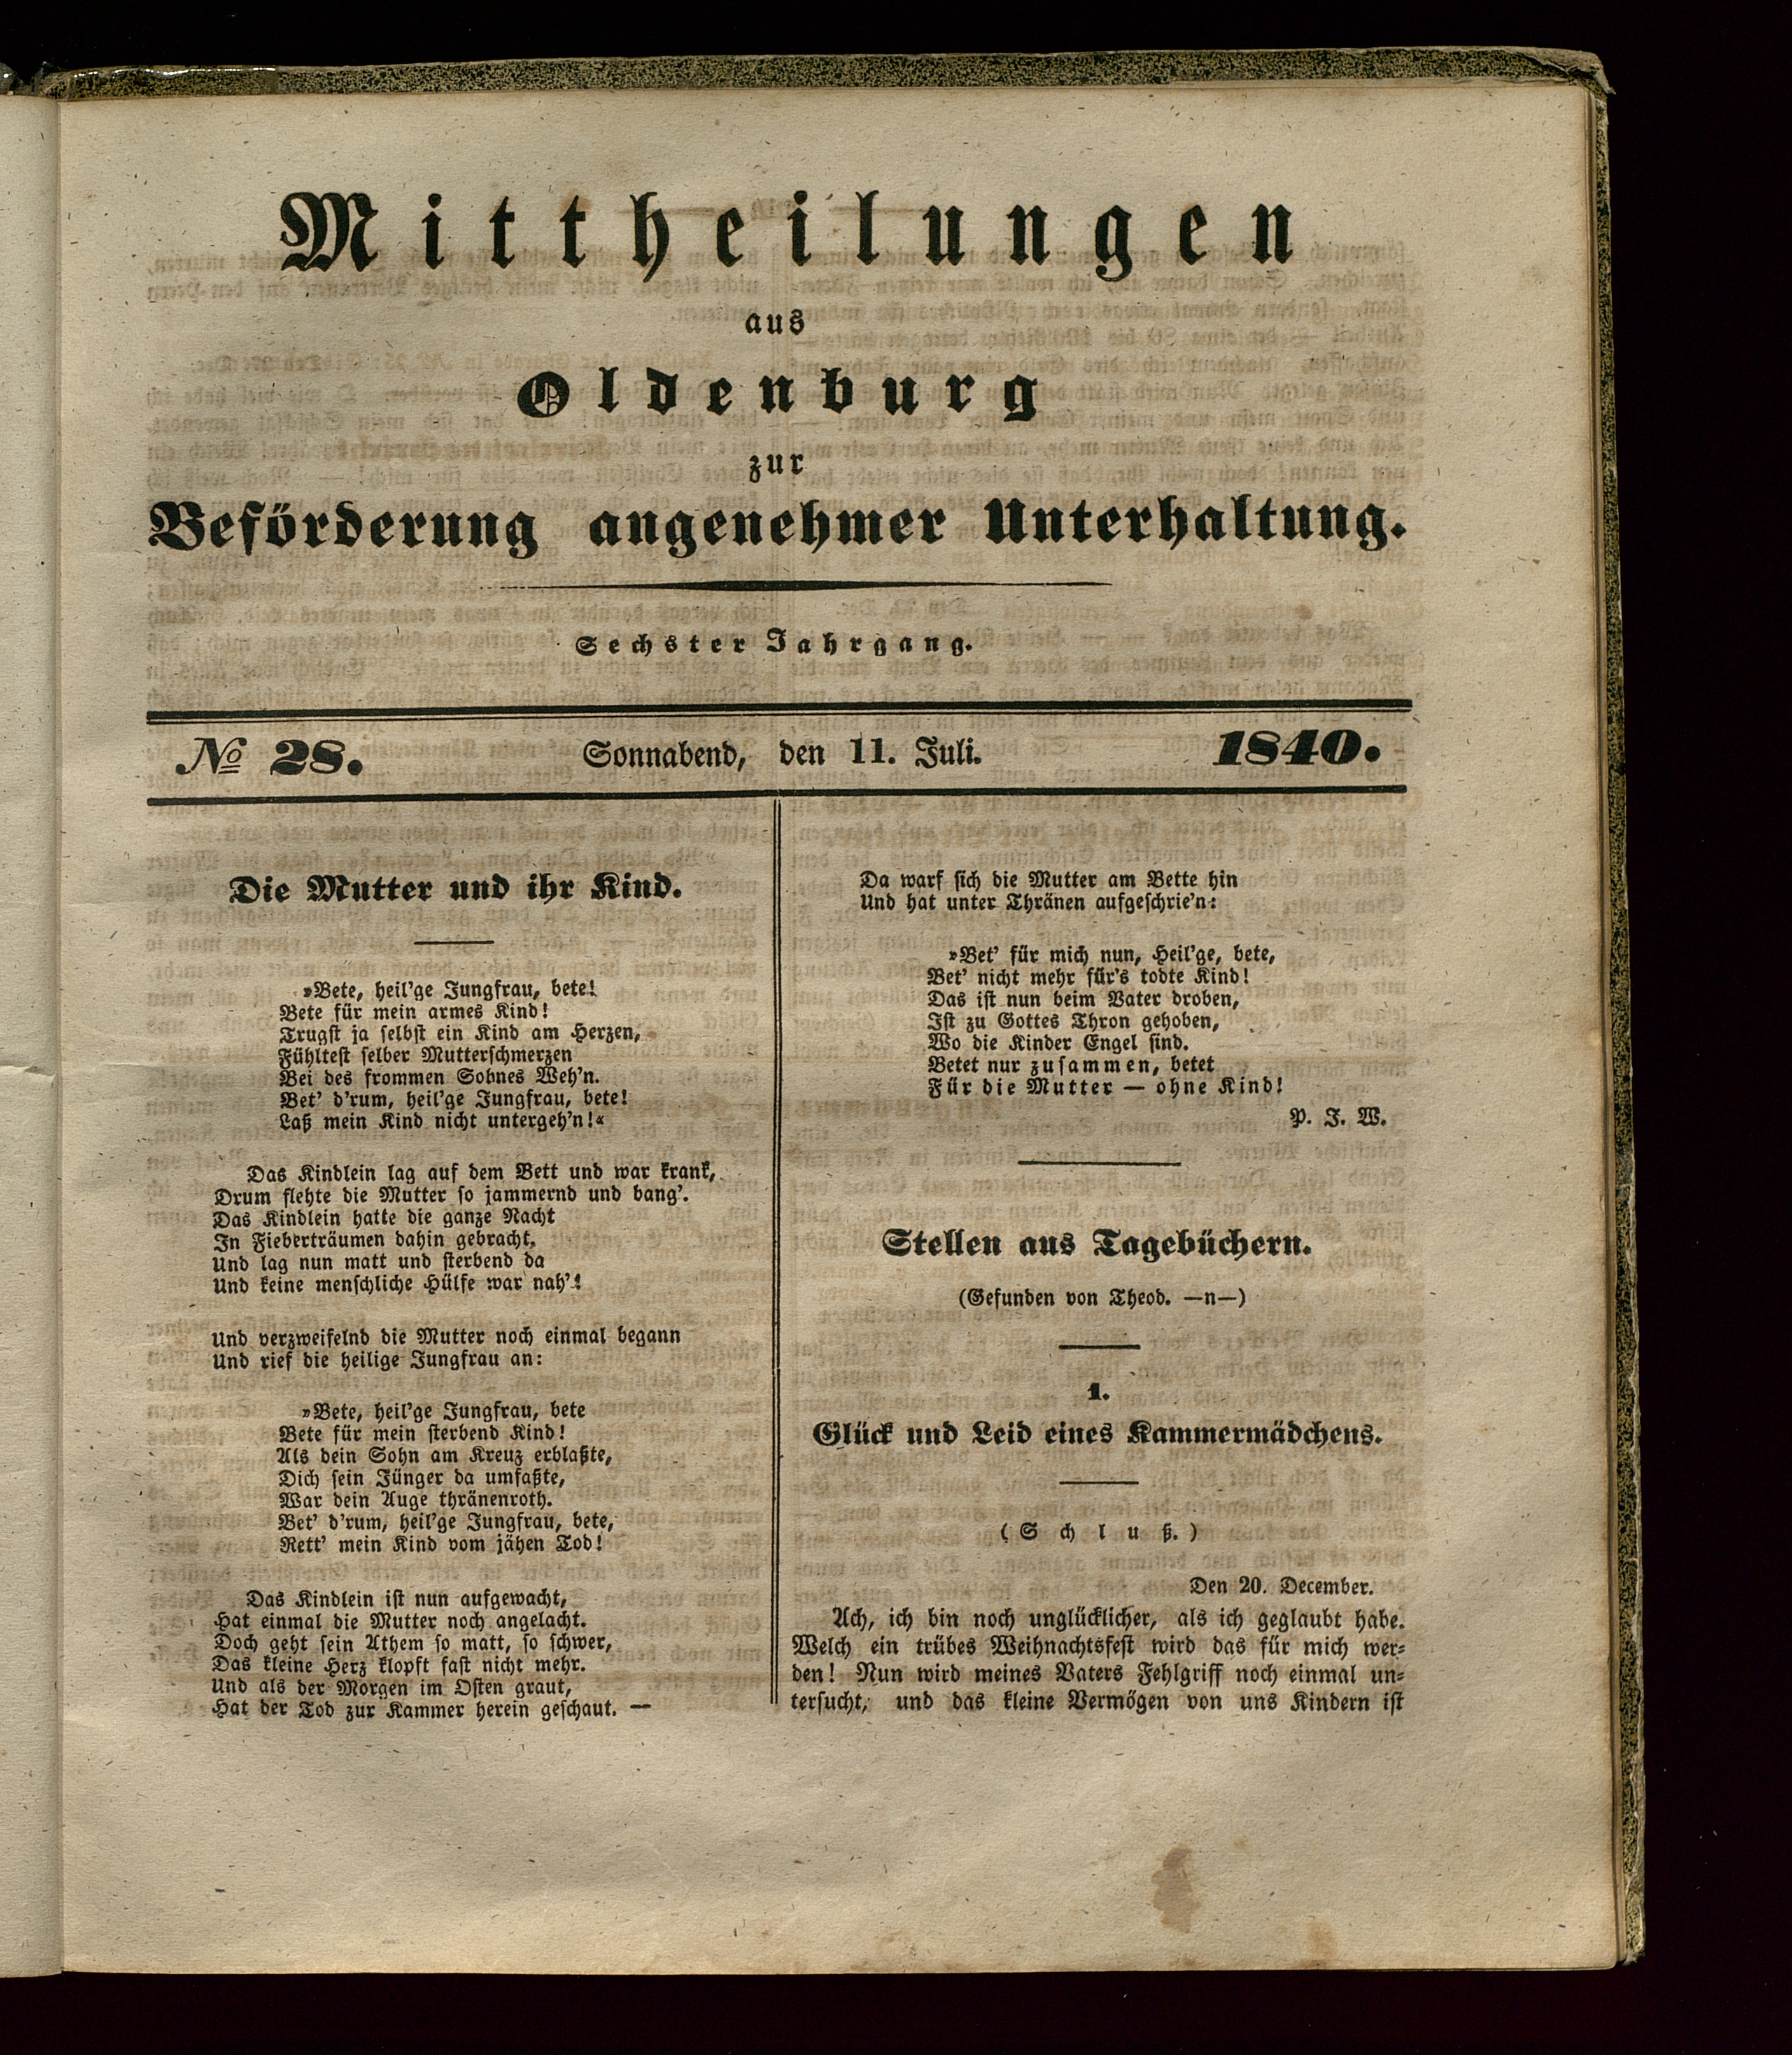 Mittheilungen
aus
Oldenburg
zur
Beförderung angenehmer Unterhaltung.
Sechster Jahrgang.
No 28. Sonnabend, den 11. Juli. 1840.
Die Mutter und ihr Kind.
»Bete, heil'ge Jungfrau, bete!
Bete für mein armes Kind!
Trugst ja selbst ein Kind am Herzen,
Fühltest selber Mutterschmerzen
Bei des frommen Sohnes Weh'n.
Bet' d'rum, heil'ge Jungfrau, bete!
Laß mein Kind nicht untergeh'n!«
Das Kindlein lag auf dem Bett und war krank,
Drum flehte die Mutter so jammernd und bang'.
Das Kindlein hatte die ganze Nacht
In Fieberträumen dahin gebracht,
Und lag nun matt und sterbend da
Und keine menschliche Hülfe war nah'!
Und verzweifelnd die Mutter noch einmal begann
Und rief die heilige Jungfrau an:
»Bete, heil'ge Jungfrau, bete
Bete für mein sterbend Kind!
Als dein Sohn am Kreuz erblaßte,
Dich sein Jünger da umfaßte,
War dein Auge thränenroth.
Bet' d'rum, heil'ge Jungfrau, bete,
Rett' mein Kind vom jähen Tod!
Das Kindlein ist nun aufgewacht,
Hat einmal die Mutter noch angelacht.
Doch geht sein Athem so matt, so schwer,
Das kleine Herz klopft fast nicht mehr.
Und als der Morgen im Osten graut,
Hat der Tod zur Kammer herein geschaut. —
Da warf sich die Mutter am Bette hin
Und hat unter Thränen aufgeschrie'n:
»Bet' für mich nun, Heil'ge, bete,
Bet' nicht mehr für's todte Kind!
Das ist nun beim Vater droben,
Ist zu Gottes Thron gehoben,
Wo die Kinder Engel sind.
Betet nur zusammen, betet
Für die Mutter — ohne Kind!
P. J. W.
Stellen aus Tagebüchern.
(Gefunden von Theod. —n—)
1.
Glück und Leid eines Kammermädchens.
(Schluß.)
Den 20. December.
Ach, ich bin noch unglücklicher, als ich geglaubt habe.
Welch ein trübes Weihnachtsfest wird das für mich wer-
den! Nun wird meines Vaters Fehlgriff noch einmal un-
tersucht, und das kleine Vermögen von uns Kindern ist